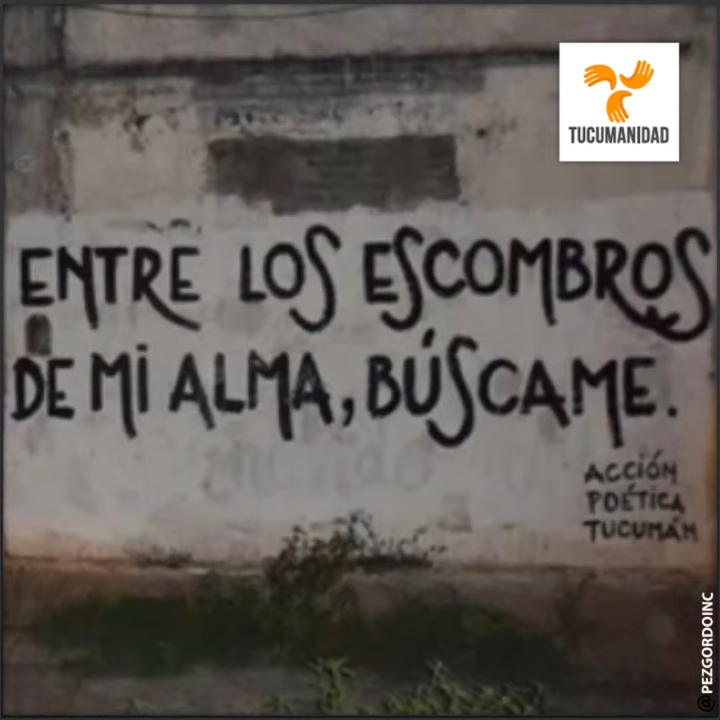 TUCUMANIDAD
ENTRE LOS ESCOMBROS
DE MI ALMA, BÚSCAME.
ACCIÓN
POÉTICA
TUCUMÁN
@PEZGORDOINC